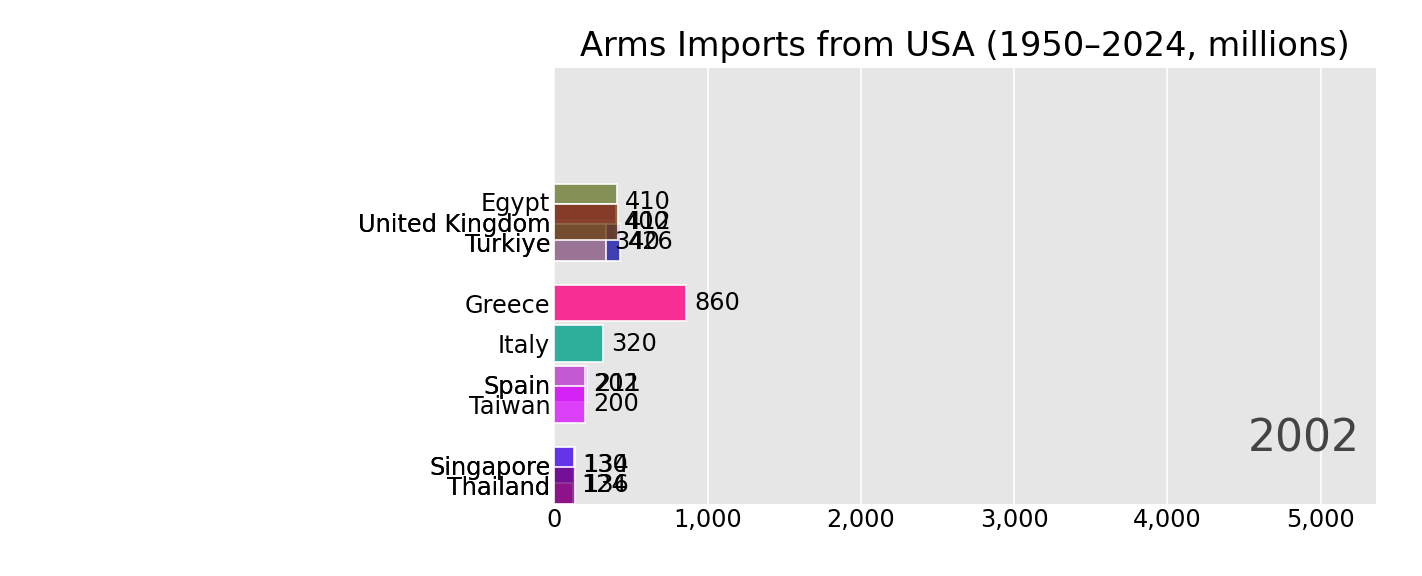 Arms Imports from USA (1950–2024, millions)
Egypt 410
United Kingdom
Turkiye
Greece 860
Italy 320
Spain
Taiwan 200
Singapore
Thailand
2002
0 1,000 2,000 3,000 4,000 5,000